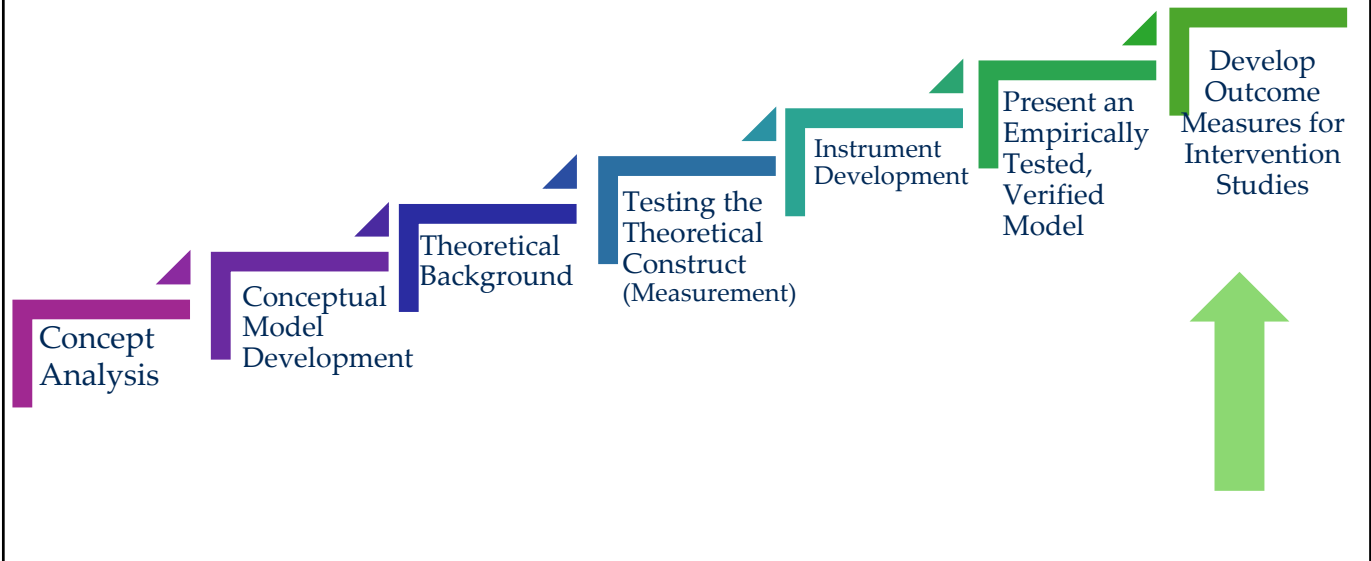 Concept
Analysis
Conceptual
Model
Development
Theoretical
Background
Testing the
Theoretical
Construct
(Measurement)
Instrument
Development
Present an
Empirically
Tested,
Verified
Model
Develop
Outcome
Measures for
Intervention
Studies